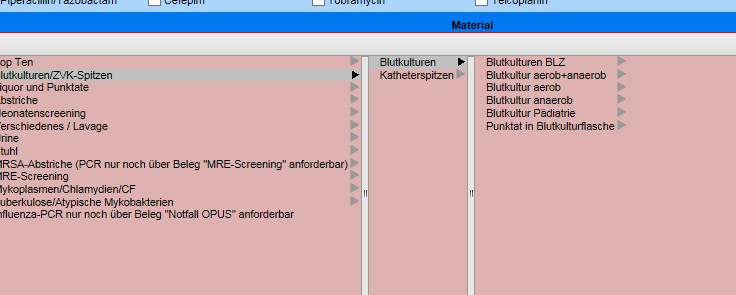 Piperacillin/Tazobactam Cefepim Tobramycin Teicoplanin
Material
op Ten
lutkulturen/ZVK-Spitzen
iquor und Punktate
bstriche
eonatenscreening
erschiedenes / Lavage
rine
tuhl
MRSA-Abstriche (PCR nur noch über Beleg "MRE-Screening" anforderbar)
MRE-Screening
Mykoplasmen/Chlamydien/CF
uberkulose/Atypische Mykobakterien
nfluenza-PCR nur noch über Beleg "Notfall OPUS" anforderbar
Blutkulturen
Katheterspitzen
Blutkulturen BLZ
Blutkultur aerob+anaerob
Blutkultur aerob
Blutkultur anaerob
Blutkultur Pädiatrie
Punktat in Blutkulturflasche